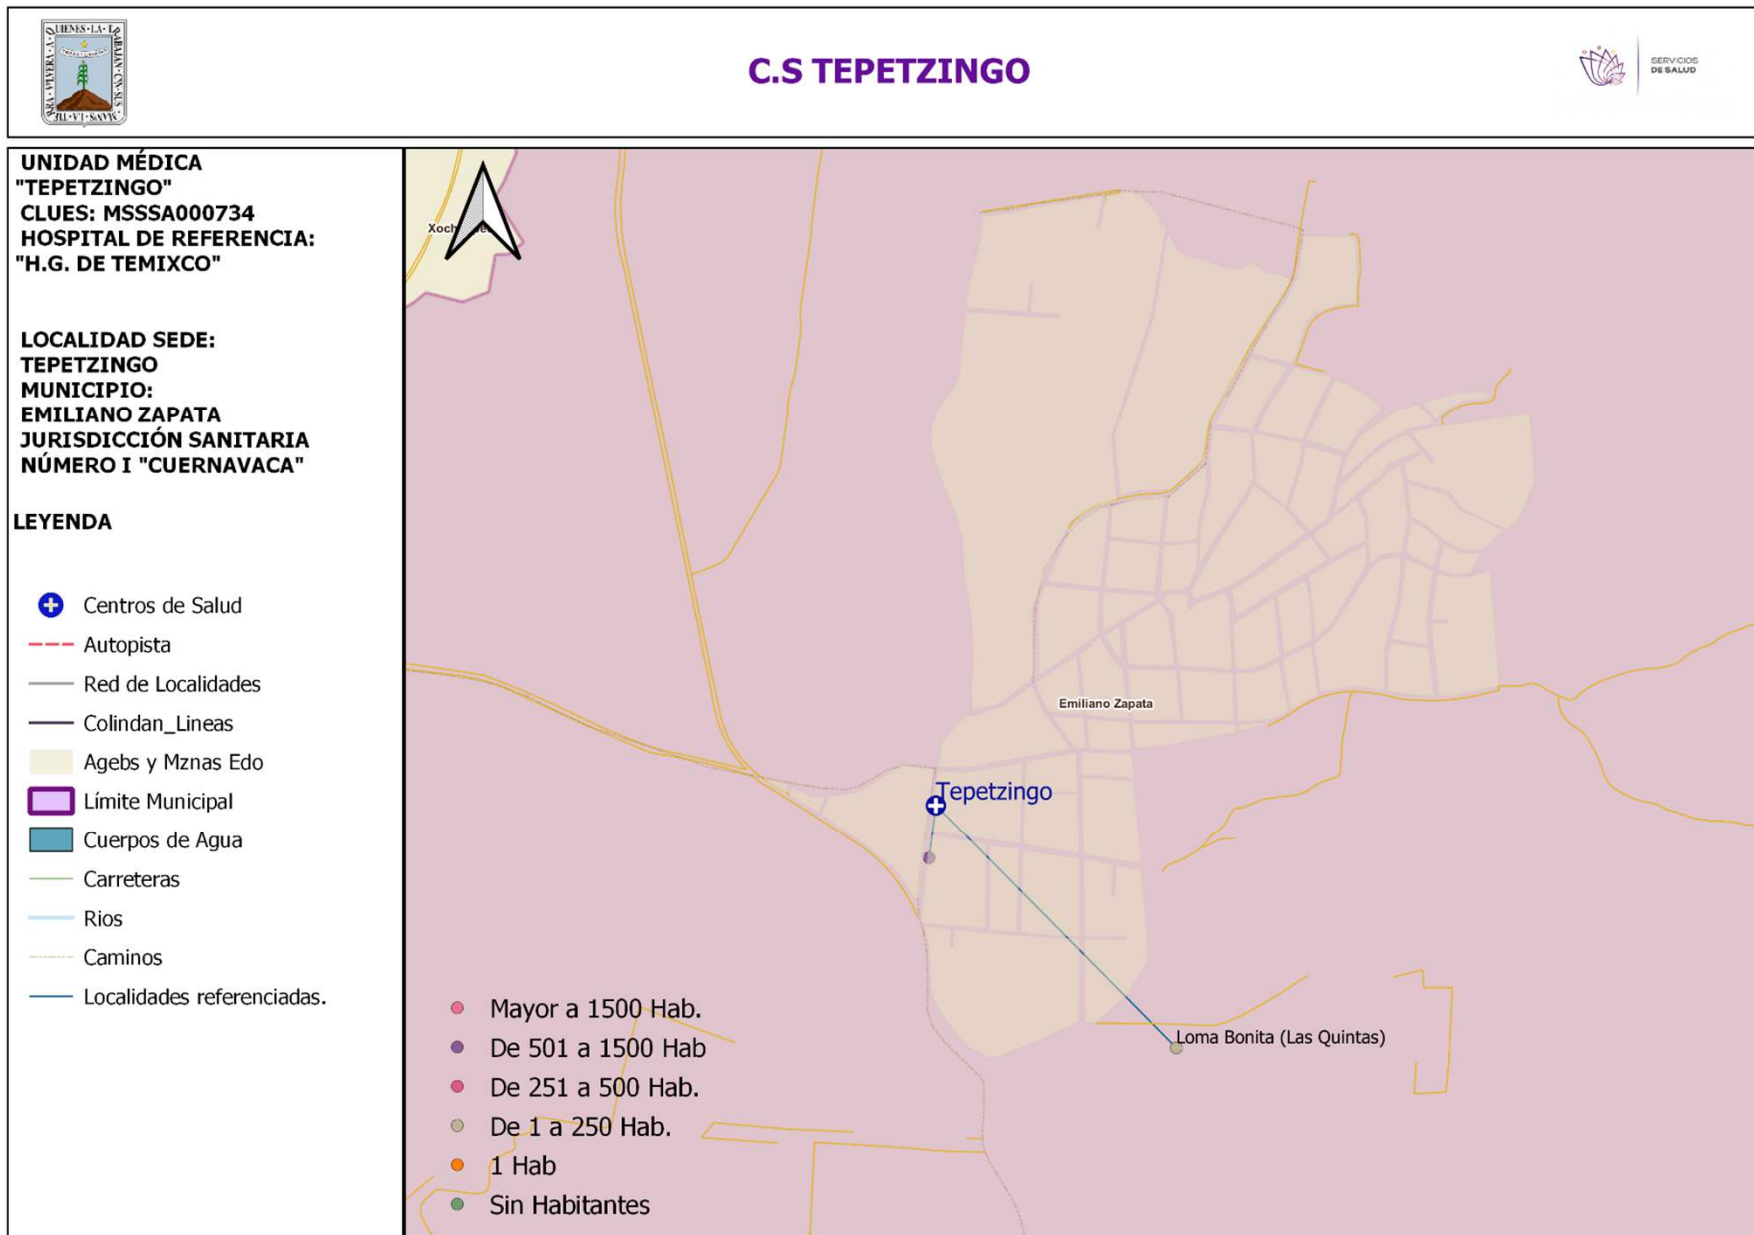 C.S TEPETZINGO
SERVICIOS
DE SALUD
UNIDAD MÉDICA
"TEPETZINGO"
CLUES: MSSSA000734
HOSPITAL DE REFERENCIA:
"H.G. DE TEMIXCO"
LOCALIDAD SEDE:
TEPETZINGO
MUNICIPIO:
EMILIANO ZAPATA
JURISDICCIÓN SANITARIA
NÚMERO I "CUERNAVACA"
LEYENDA
Centros de Salud
Autopista
Red de Localidades
Colindan_Lineas
Agebs y Mznas Edo
Límite Municipal
Cuerpos de Agua
Carreteras
Rios
Caminos
Localidades referenciadas.
Emiliano Zapata
Tepetzingo
Loma Bonita (Las Quintas)
Mayor a 1500 Hab.
De 501 a 1500 Hab
De 251 a 500 Hab.
De 1 a 250 Hab.
1 Hab
Sin Habitantes